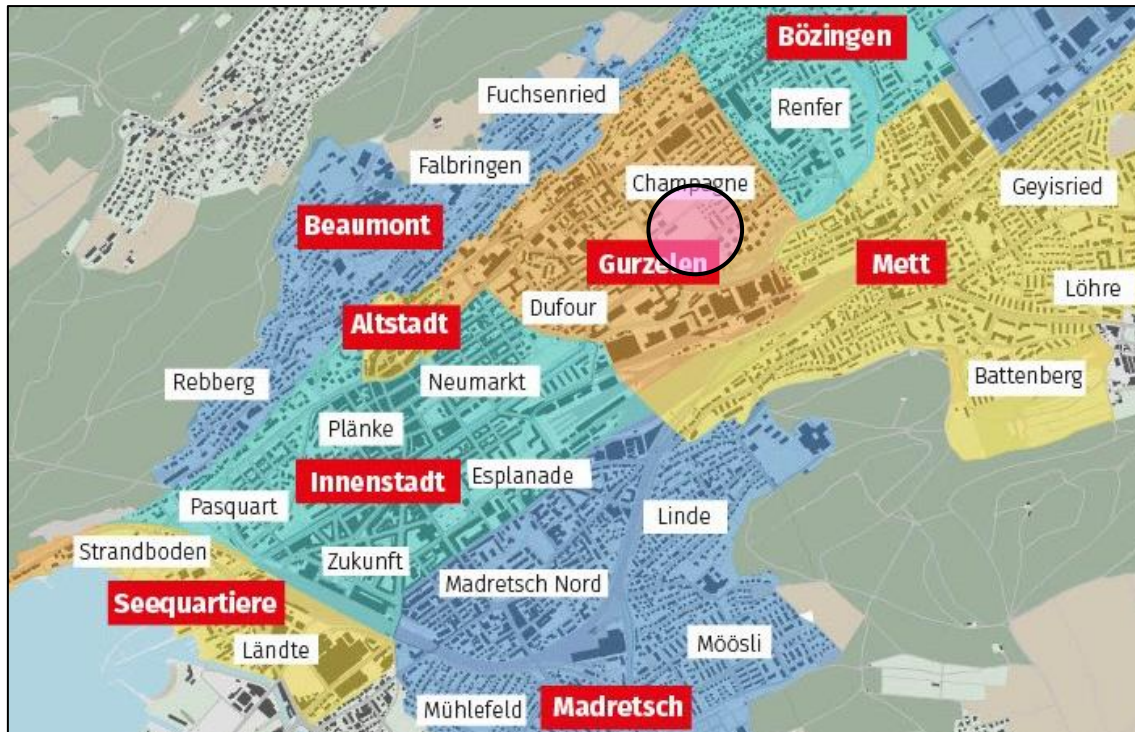 Bözingen
Fuchsenried
Renfer
Falbringen
Champagne
Geyisried
Beaumont
Gurzelen
Mett
Löhre
Altstadt
Dufour
Rebberg
Neumarkt
Battenberg
Plänke
Innenstadt
Esplanade
Pasquart
Linde
Strandboden
Zukunft
Madretsch Nord
Seequartiere
Ländte
Möösli
Mühlefeld
Madretsch